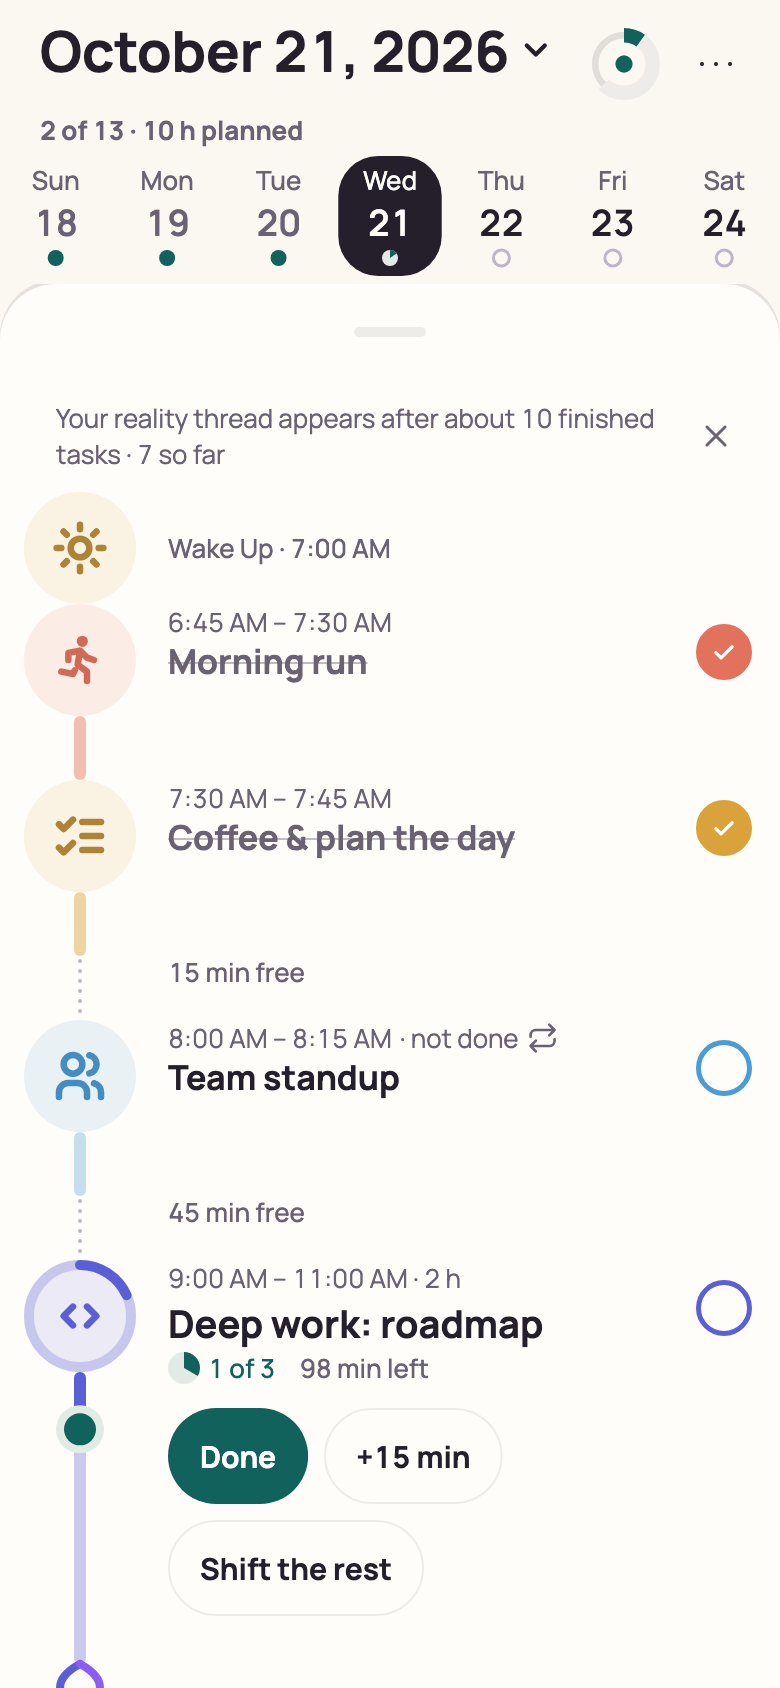 October 21, 2026
2 of 13 · 10 h planned
Sun Mon Tue Wed Thu Fri Sat
18 19 20 21 22 23 24
Your reality thread appears after about 10 finished
tasks · 7 so far
Wake Up · 7:00 AM
6:45 AM – 7:30 AM
Morning run
7:30 AM – 7:45 AM
Coffee & plan the day
15 min free
8:00 AM – 8:15 AM · not done
Team standup
45 min free
9:00 AM – 11:00 AM · 2 h
Deep work: roadmap
1 of 3 98 min left
Done +15 min
Shift the rest